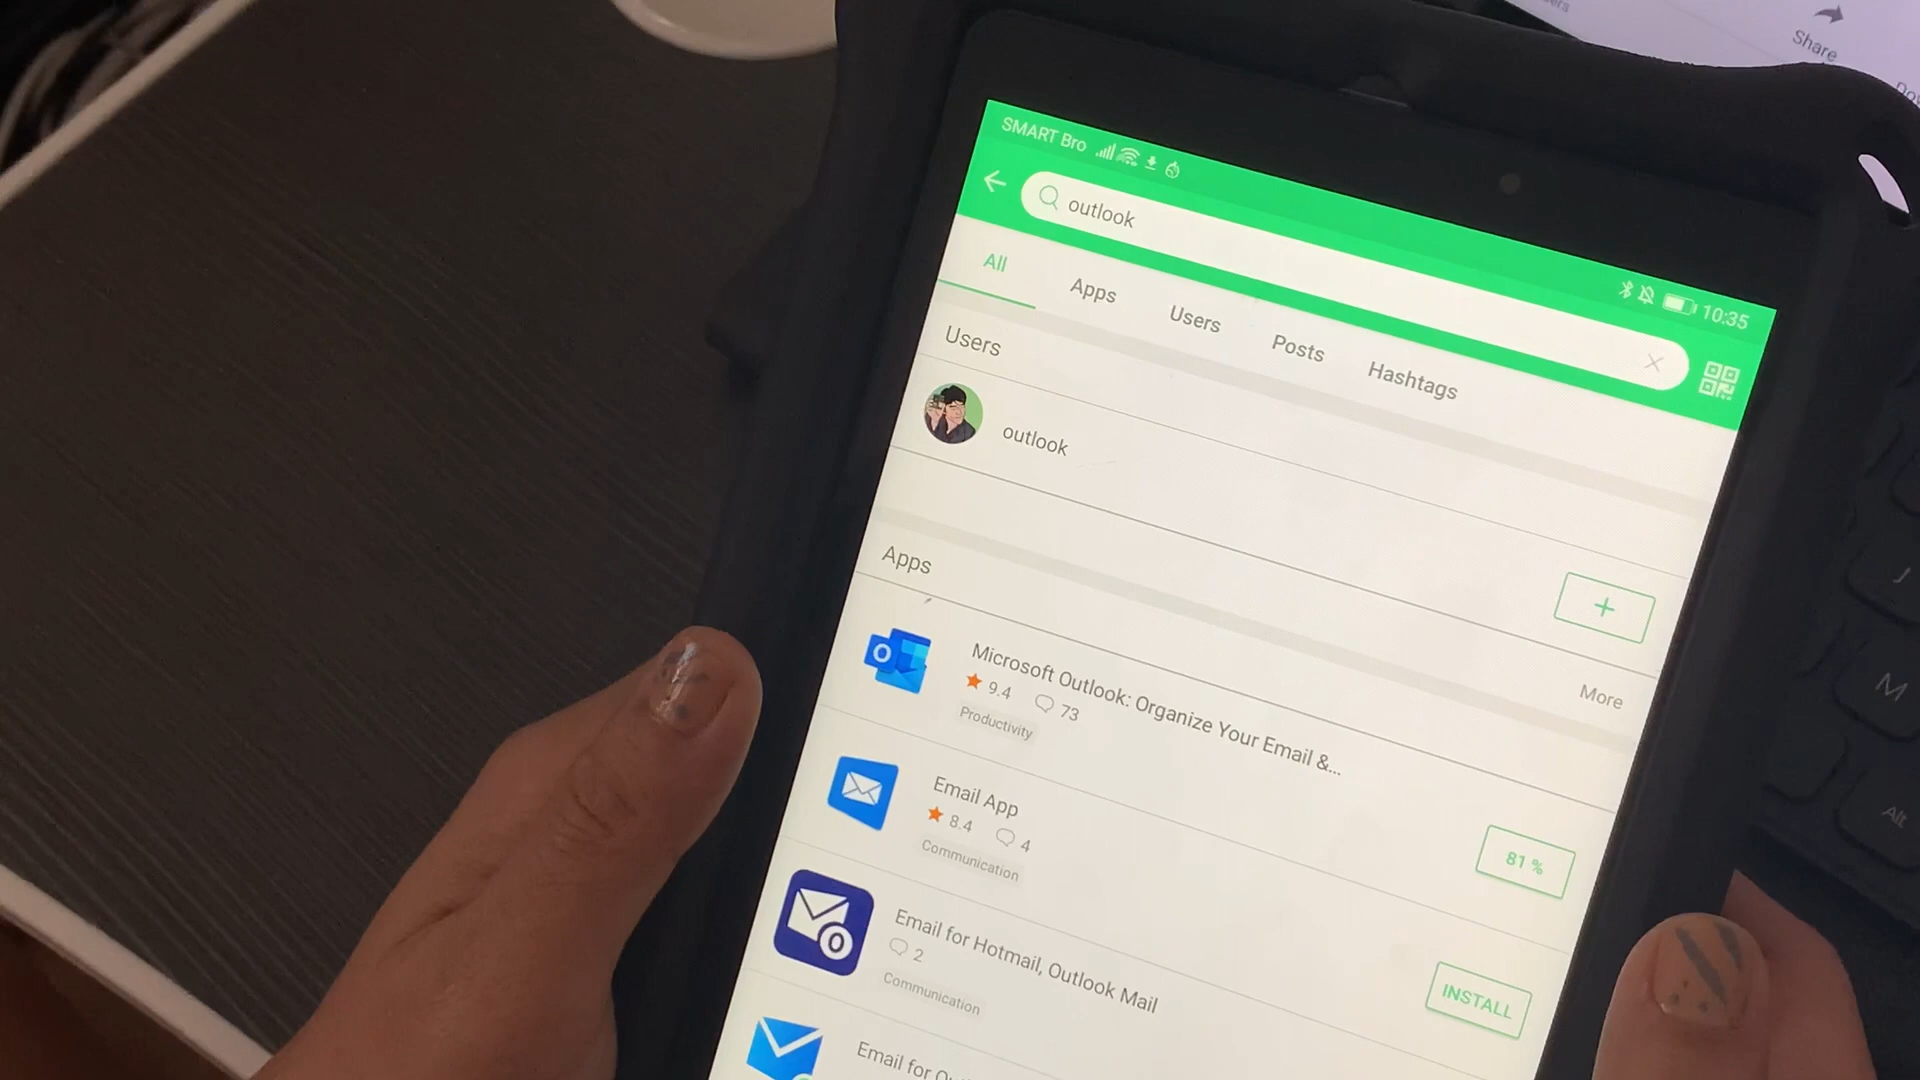 Share
SMART Bro
10:35
outlook
All
Apps
Users
Posts
Hashtags
Users
outlook
+
Apps
More
Microsoft Outlook: Organize Your Email &...
9.4
73
Productivity
81 %
Email App
8.4
4
Communication
INSTALL
Email for Hotmail, Outlook Mail
2
Communication
Email for
J
M
Alt